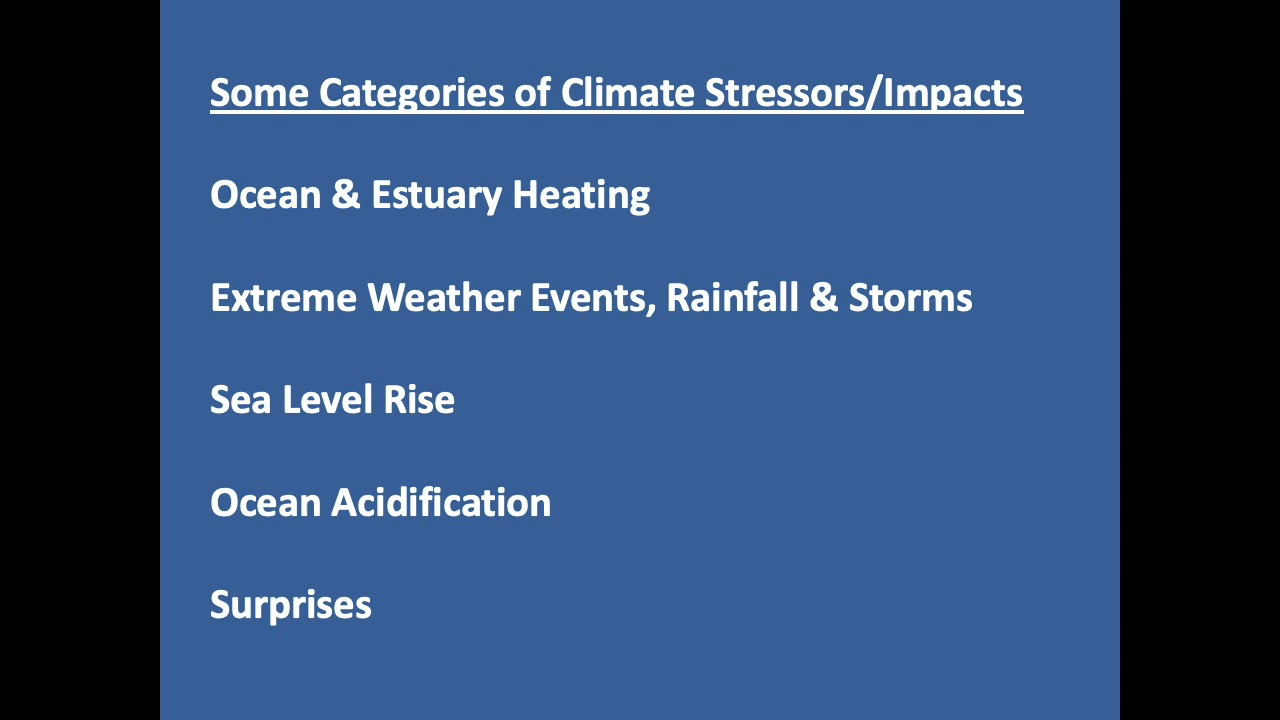 Some Categories of Climate Stressors/Impacts
Ocean & Estuary Heating
Extreme Weather Events, Rainfall & Storms
Sea Level Rise
Ocean Acidification
Surprises